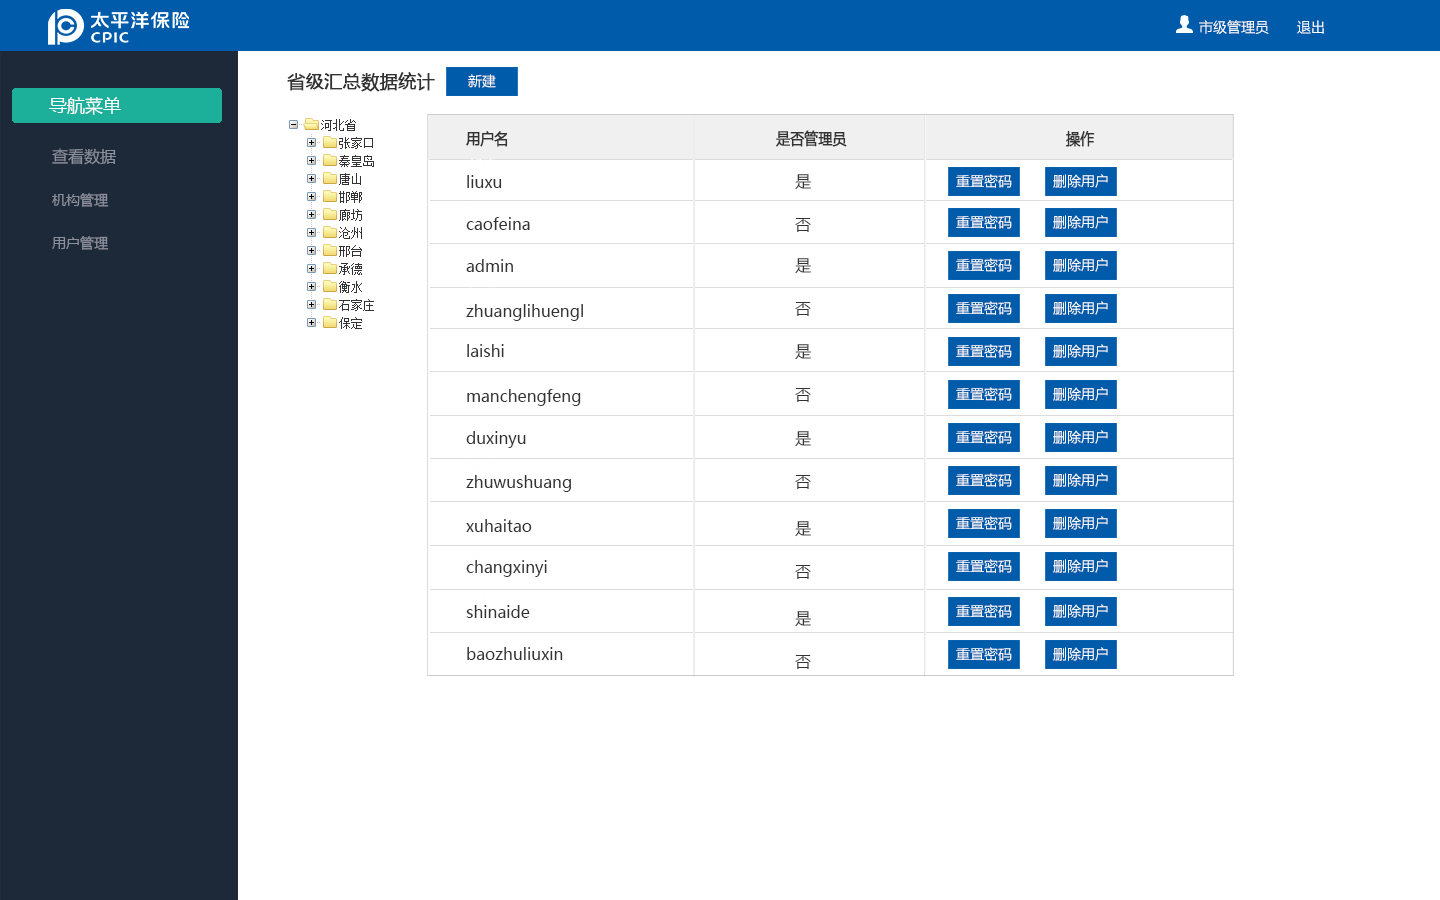 太平洋保险
CPIC
市级管理员 退出
导航菜单
查看数据
机构管理
用户管理
省级汇总数据统计 新建
河北省
张家口
秦皇岛
唐山
邯郸
廊坊
沧州
邢台
承德
衡水
石家庄
保定
用户名 是否管理员 操作
liuxu 是 重置密码 删除用户
caofeina 否 重置密码 删除用户
admin 是 重置密码 删除用户
zhuanglihuengl 否 重置密码 删除用户
laishi 是 重置密码 删除用户
manchengfeng 否 重置密码 删除用户
duxinyu 是 重置密码 删除用户
zhuwushuang 否 重置密码 删除用户
xuhaitao 是 重置密码 删除用户
changxinyi 否 重置密码 删除用户
shinaide 是 重置密码 删除用户
baozhuliuxin 否 重置密码 删除用户